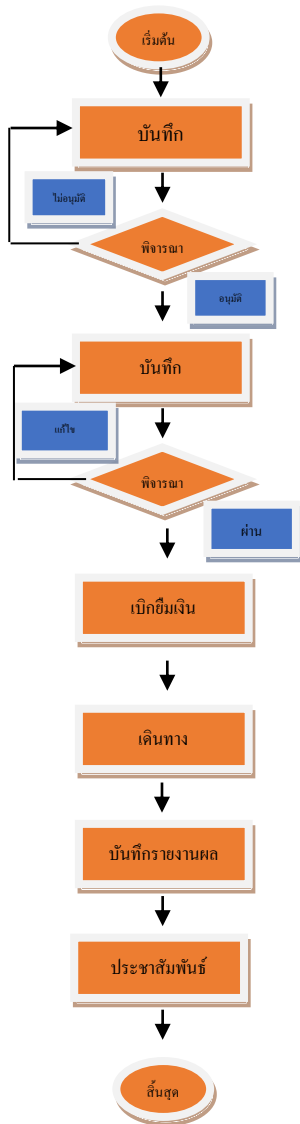 เริ่มต้น
บันทึก
ไม่อนุมัติ
พิจารณา
อนุมัติ
บันทึก
แก้ไข
พิจารณา
ผ่าน
เบิกยืมเงิน
เดินทาง
บันทึกรายงานผล
ประชาสัมพันธ์
สิ้นสุด